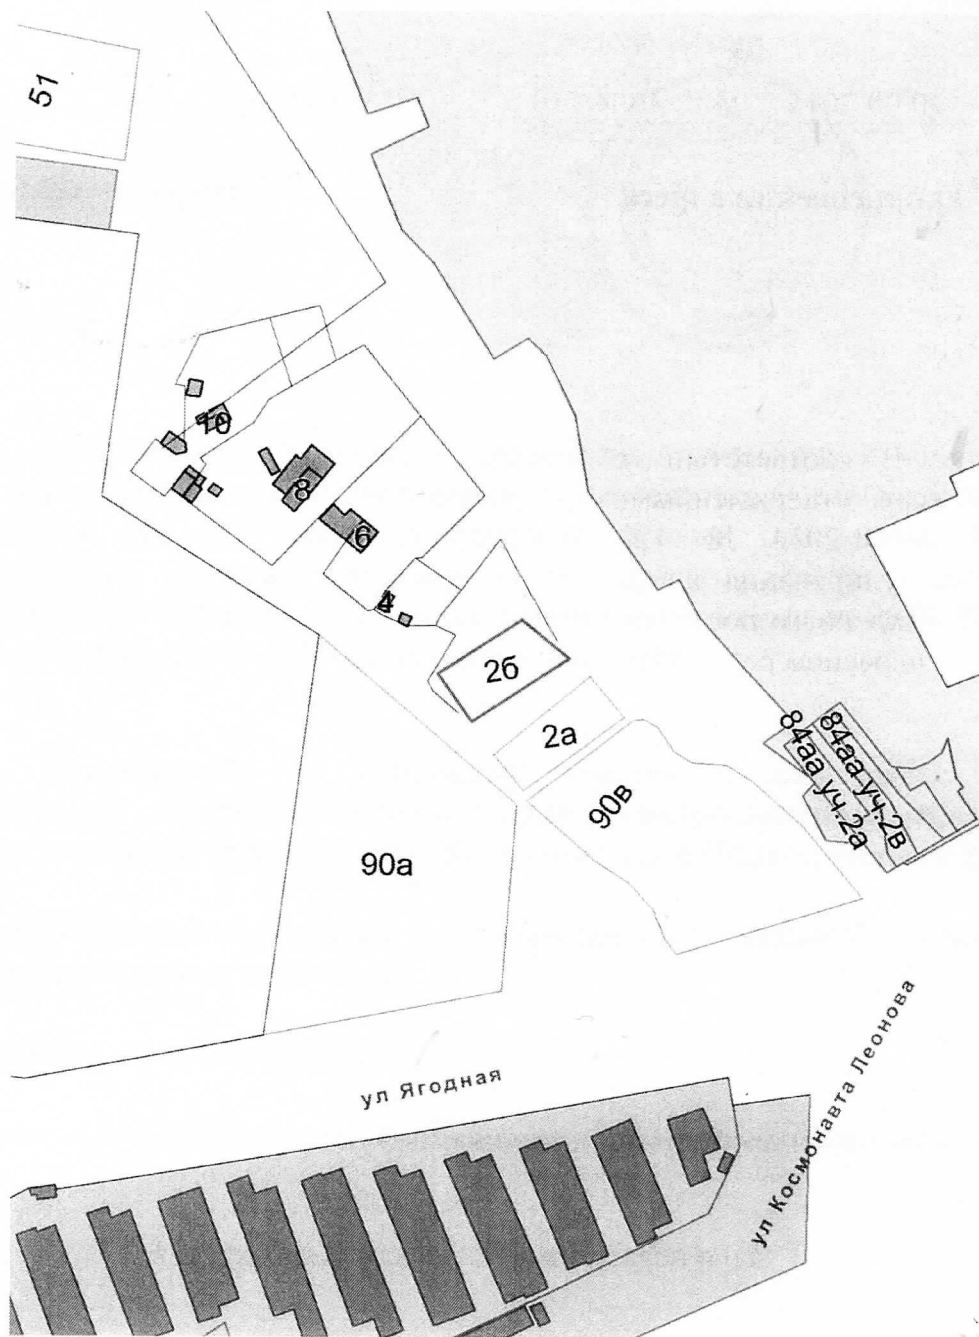 51
10
8
6
4
2б
2а
84аа уч.2а
84аа уч.2в
90в
90а
ул Ягодная
ул Космонавта Леонова